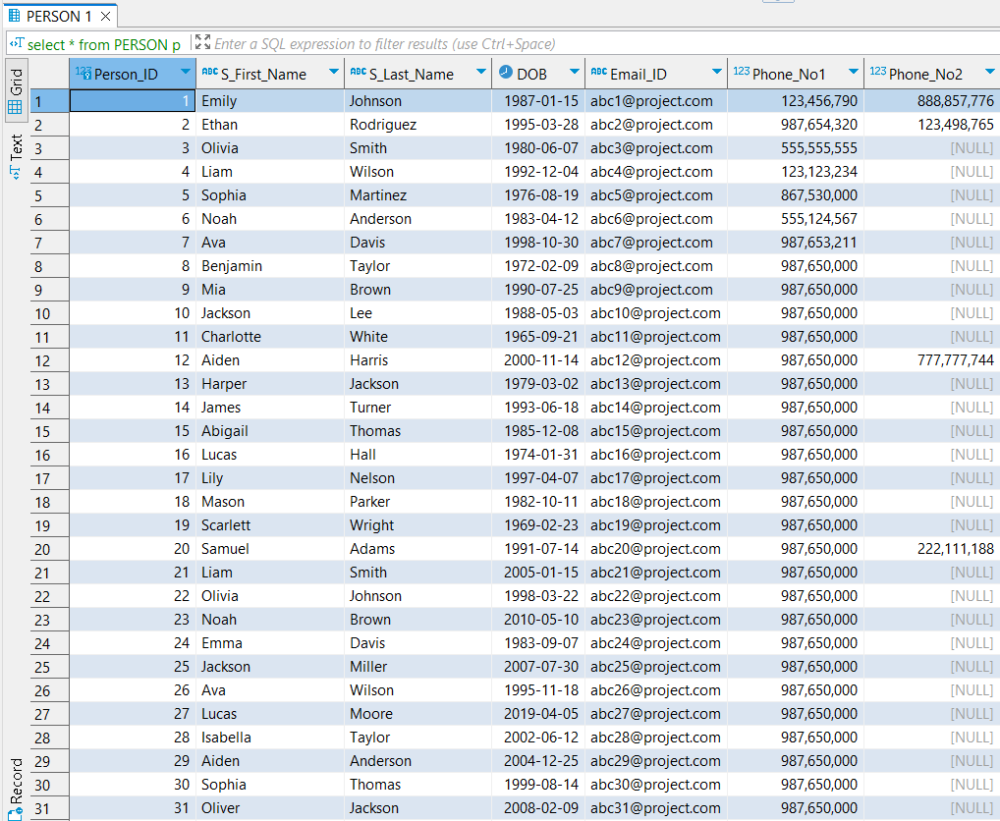 PERSON 1
select * from PERSON p Enter a SQL expression to filter results (use Ctrl+Space)
Grid
Text
Record
123 Person_ID ABC S_First_Name ABC S_Last_Name DOB ABC Email_ID 123 Phone_No1 123 Phone_No2
1 1 Emily Johnson 1987-01-15 abc1@project.com 123,456,790 888,857,776
2 2 Ethan Rodriguez 1995-03-28 abc2@project.com 987,654,320 123,498,765
3 3 Olivia Smith 1980-06-07 abc3@project.com 555,555,555 [NULL]
4 4 Liam Wilson 1992-12-04 abc4@project.com 123,123,234 [NULL]
5 5 Sophia Martinez 1976-08-19 abc5@project.com 867,530,000 [NULL]
6 6 Noah Anderson 1983-04-12 abc6@project.com 555,124,567 [NULL]
7 7 Ava Davis 1998-10-30 abc7@project.com 987,653,211 [NULL]
8 8 Benjamin Taylor 1972-02-09 abc8@project.com 987,650,000 [NULL]
9 9 Mia Brown 1990-07-25 abc9@project.com 987,650,000 [NULL]
10 10 Jackson Lee 1988-05-03 abc10@project.com 987,650,000 [NULL]
11 11 Charlotte White 1965-09-21 abc11@project.com 987,650,000 [NULL]
12 12 Aiden Harris 2000-11-14 abc12@project.com 987,650,000 777,777,744
13 13 Harper Jackson 1979-03-02 abc13@project.com 987,650,000 [NULL]
14 14 James Turner 1993-06-18 abc14@project.com 987,650,000 [NULL]
15 15 Abigail Thomas 1985-12-08 abc15@project.com 987,650,000 [NULL]
16 16 Lucas Hall 1974-01-31 abc16@project.com 987,650,000 [NULL]
17 17 Lily Nelson 1997-04-07 abc17@project.com 987,650,000 [NULL]
18 18 Mason Parker 1982-10-11 abc18@project.com 987,650,000 [NULL]
19 19 Scarlett Wright 1969-02-23 abc19@project.com 987,650,000 [NULL]
20 20 Samuel Adams 1991-07-14 abc20@project.com 987,650,000 222,111,188
21 21 Liam Smith 2005-01-15 abc21@project.com 987,650,000 [NULL]
22 22 Olivia Johnson 1998-03-22 abc22@project.com 987,650,000 [NULL]
23 23 Noah Brown 2010-05-10 abc23@project.com 987,650,000 [NULL]
24 24 Emma Davis 1983-09-07 abc24@project.com 987,650,000 [NULL]
25 25 Jackson Miller 2007-07-30 abc25@project.com 987,650,000 [NULL]
26 26 Ava Wilson 1995-11-18 abc26@project.com 987,650,000 [NULL]
27 27 Lucas Moore 2019-04-05 abc27@project.com 987,650,000 [NULL]
28 28 Isabella Taylor 2002-06-12 abc28@project.com 987,650,000 [NULL]
29 29 Aiden Anderson 2004-12-25 abc29@project.com 987,650,000 [NULL]
30 30 Sophia Thomas 1999-08-14 abc30@project.com 987,650,000 [NULL]
31 31 Oliver Jackson 2008-02-09 abc31@project.com 987,650,000 [NULL]